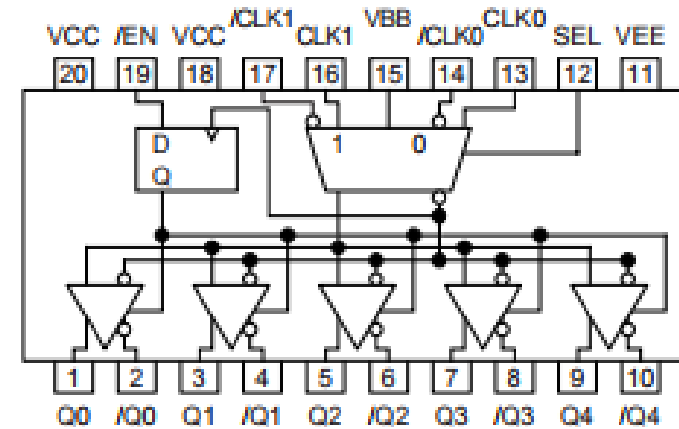 VCC /EN VCC /CLK1 CLK1 VBB /CLK0 CLK0 SEL VEE
20 19 18 17 16 15 14 13 12 11
D 1 0
Q
1 2 3 4 5 6 7 8 9 10
Q0 /Q0 Q1 /Q1 Q2 /Q2 Q3 /Q3 Q4 /Q4